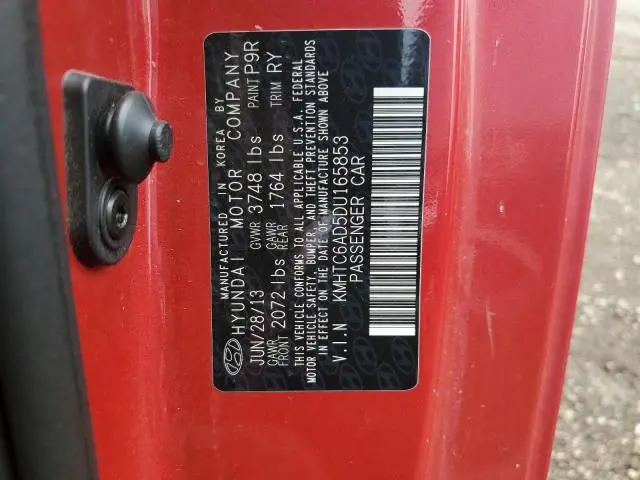 MANUFACTURED IN KOREA BY
HYUNDAI MOTOR COMPANY
JUN/28/13 GVWR 3748 lbs PAINT P9R
GAWR FRONT 2072 lbs GAWR REAR 1764 lbs TRIM RY
THIS VEHICLE CONFORMS TO ALL APPLICABLE U.S.A. FEDERAL
MOTOR VEHICLE SAFETY, BUMPER, AND THEFT PREVENTION STANDARDS
IN EFFECT ON THE DATE OF MANUFACTURE SHOWN ABOVE
V.I.N KMHTC6AD5DU165853
PASSENGER CAR